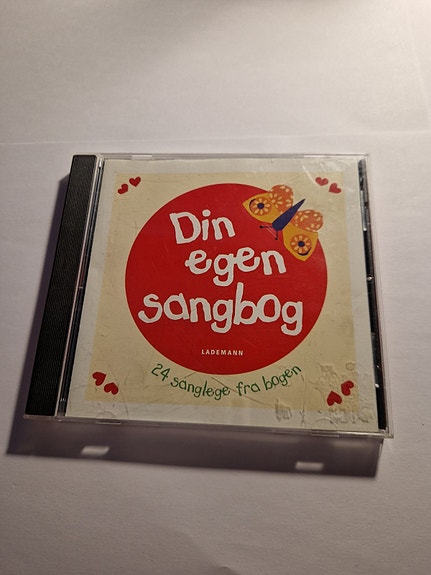 Din
egen
sangbog
LADEMANN
24 sanglege fra bogen